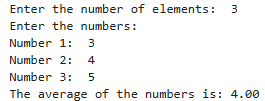 Enter the number of elements:  3
Enter the numbers:
Number 1:  3
Number 2:  4
Number 3:  5
The average of the numbers is: 4.00